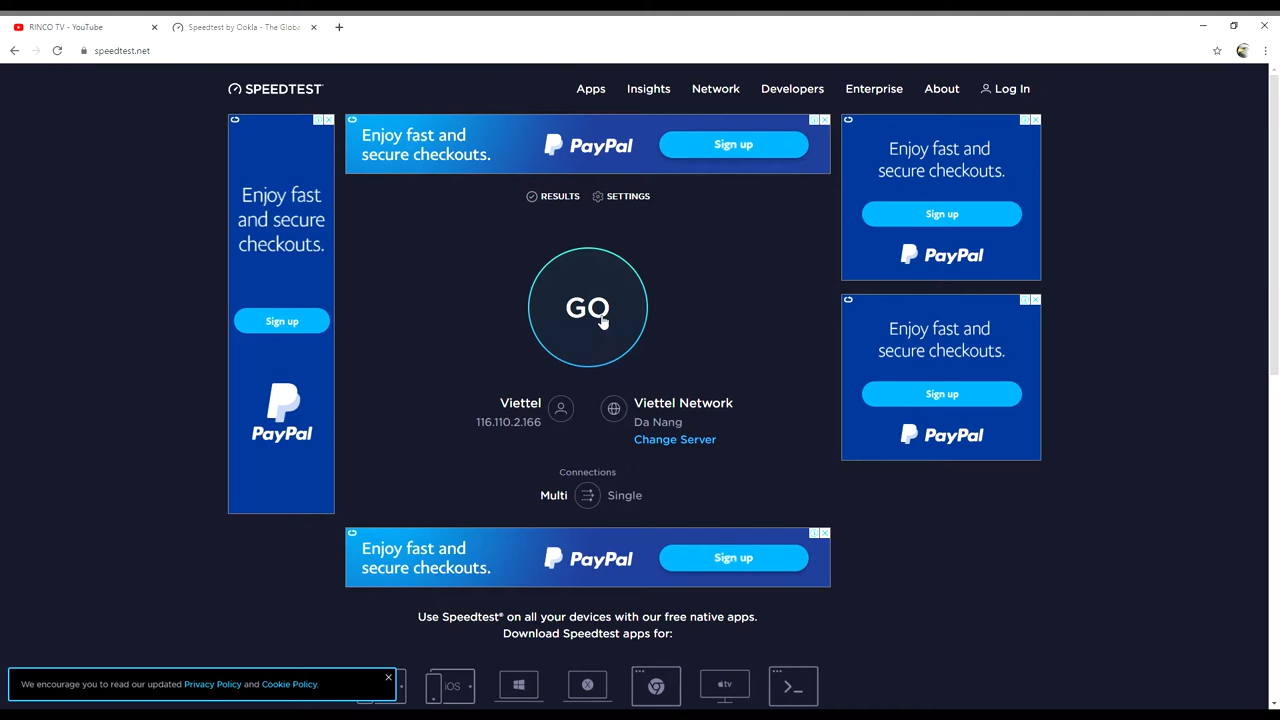 RINCO TV - YouTube
Speedtest by Ookla - The Globa
speedtest.net
SPEEDTEST
Apps
Insights
Network
Developers
Enterprise
About
Log In
Enjoy fast
and secure
checkouts.
Sign up
PayPal
Enjoy fast and
secure checkouts.
PayPal
Sign up
Enjoy fast and
secure checkouts.
Sign up
PayPal
RESULTS
SETTINGS
GO
Enjoy fast and
secure checkouts.
Sign up
PayPal
Viettel
116.110.2.166
Viettel Network
Da Nang
Change Server
Connections
Multi
Single
Enjoy fast and
secure checkouts.
PayPal
Sign up
Use Speedtest® on all your devices with our free native apps.
Download Speedtest apps for:
iOS
tv
We encourage you to read our updated Privacy Policy and Cookie Policy.